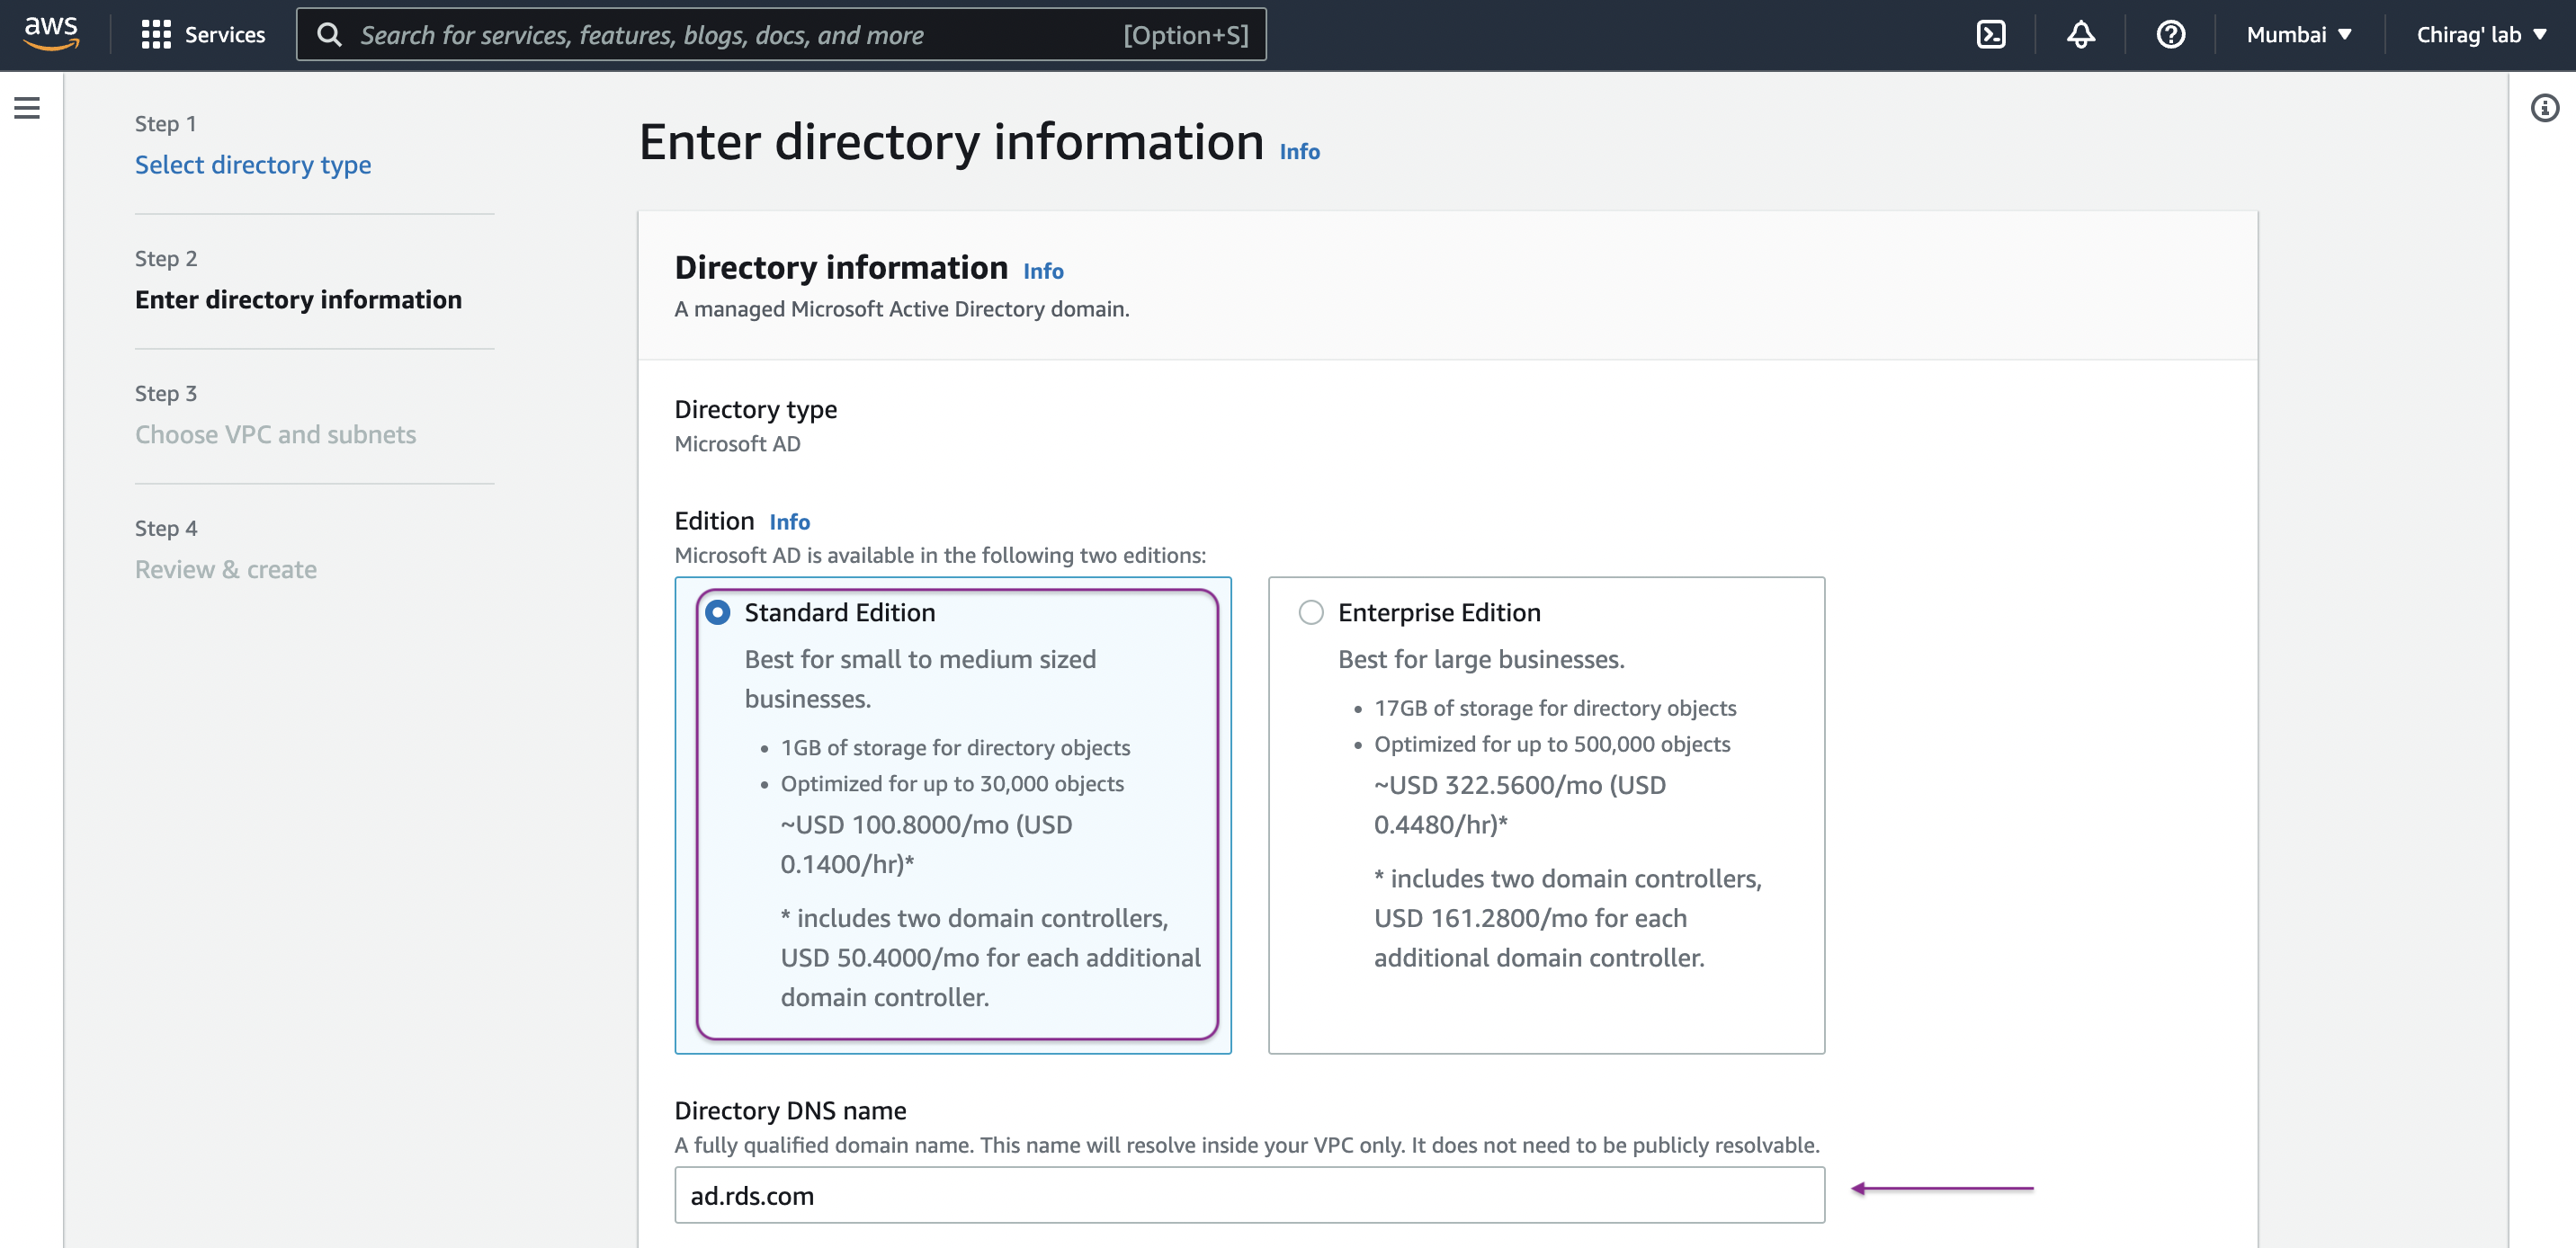 aws
Services
Search for services, features, blogs, docs, and more
[Option+S]
Mumbai ▼
Chirag' lab ▼
Step 1
Select directory type
Step 2
Enter directory information
Step 3
Choose VPC and subnets
Step 4
Review & create
Enter directory information Info
Directory information Info
A managed Microsoft Active Directory domain.
Directory type
Microsoft AD
Edition Info
Microsoft AD is available in the following two editions:
Standard Edition
Best for small to medium sized
businesses.
• 1GB of storage for directory objects
• Optimized for up to 30,000 objects
~USD 100.8000/mo (USD
0.1400/hr)*
* includes two domain controllers,
USD 50.4000/mo for each additional
domain controller.
Enterprise Edition
Best for large businesses.
• 17GB of storage for directory objects
• Optimized for up to 500,000 objects
~USD 322.5600/mo (USD
0.4480/hr)*
* includes two domain controllers,
USD 161.2800/mo for each
additional domain controller.
Directory DNS name
A fully qualified domain name. This name will resolve inside your VPC only. It does not need to be publicly resolvable.
ad.rds.com